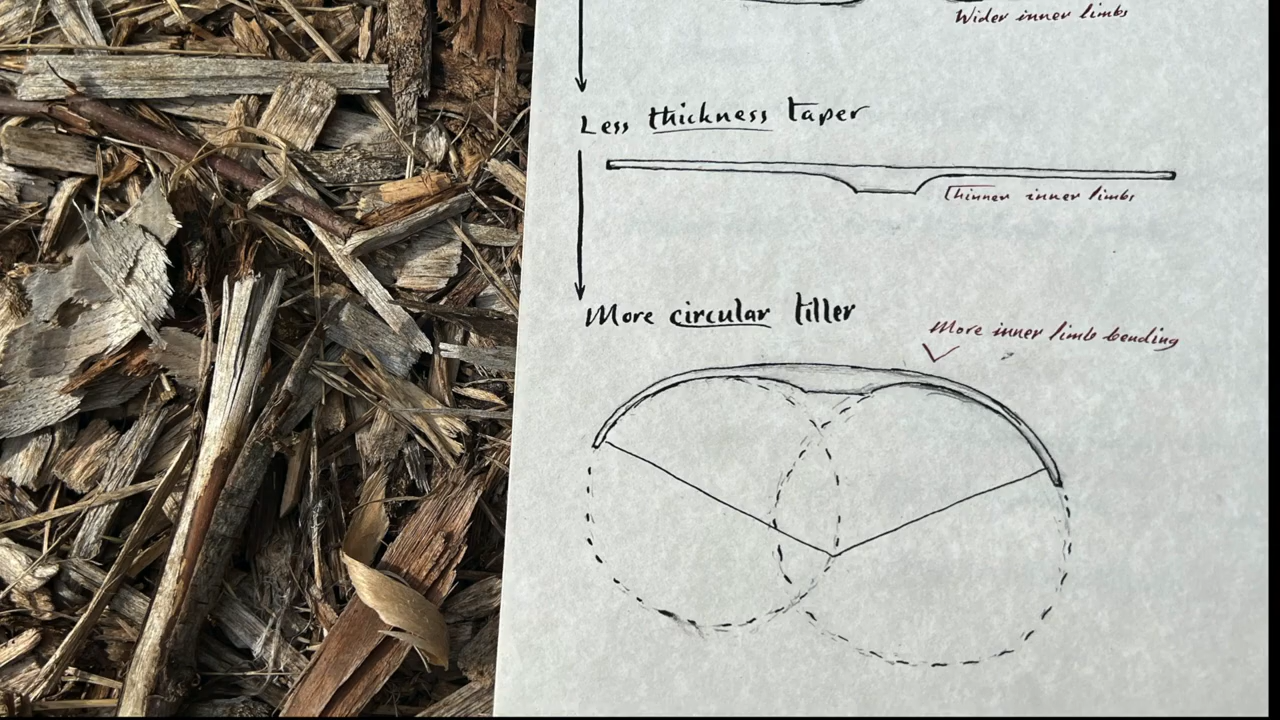 Wider inner limbs
Less thickness taper
Thinner inner limbs
More circular tiller
More inner limb bending